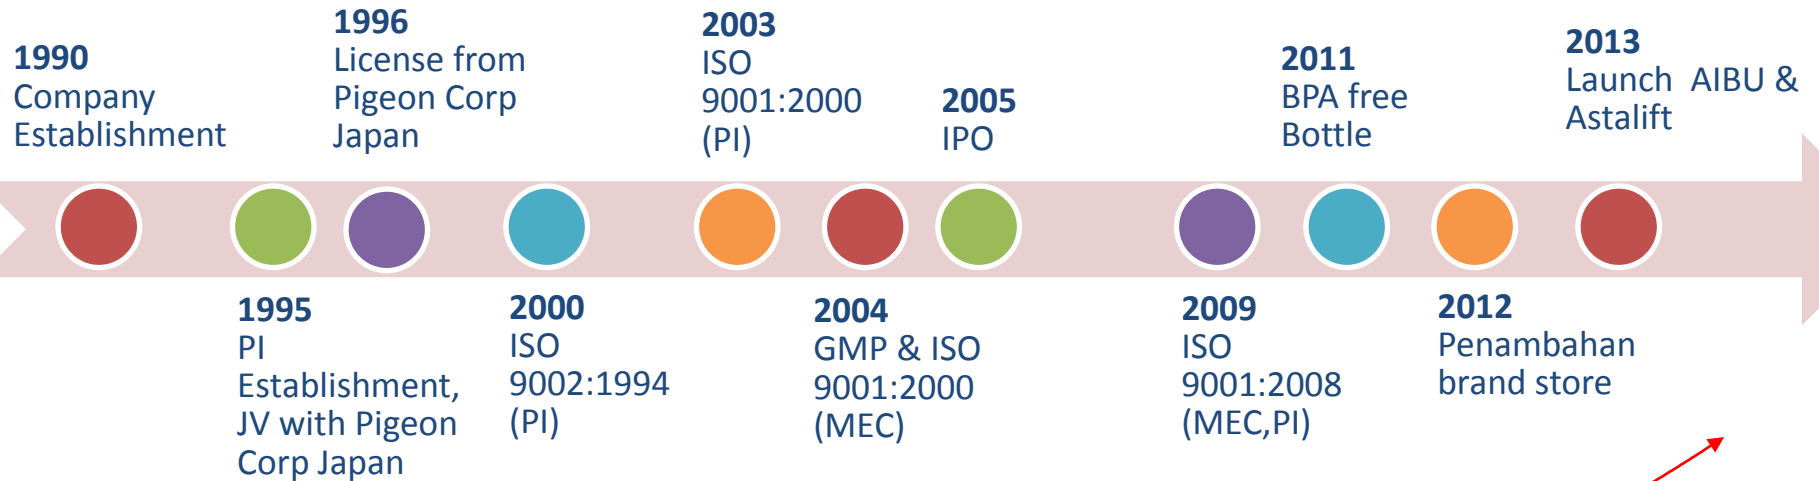 1990
Company
Establishment
1995
PI
Establishment,
JV with Pigeon
Corp Japan
1996
License from
Pigeon Corp
Japan
2000
ISO
9002:1994
(PI)
2003
ISO
9001:2000
(PI)
2004
GMP & ISO
9001:2000
(MEC)
2005
IPO
2009
ISO
9001:2008
(MEC,PI)
2011
BPA free
Bottle
2012
Penambahan
brand store
2013
Launch AIBU &
Astalift